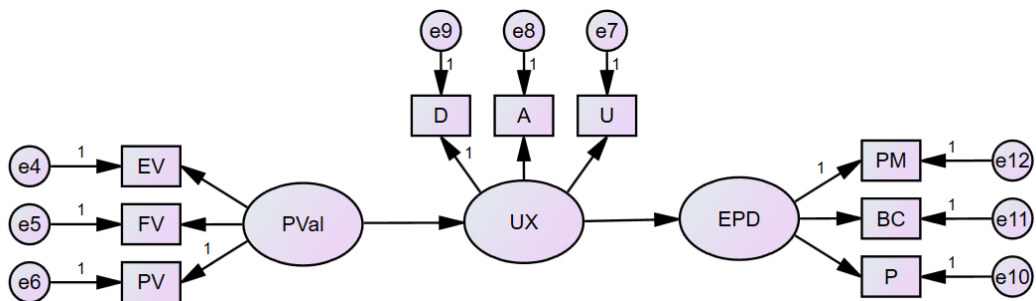 e9 e8 e7
1 1 1
D A U
e4 1 EV 1 1 PM 1 e12
e5 1 FV PVal UX EPD BC 1 e11
1
e6 1 PV P 1 e10